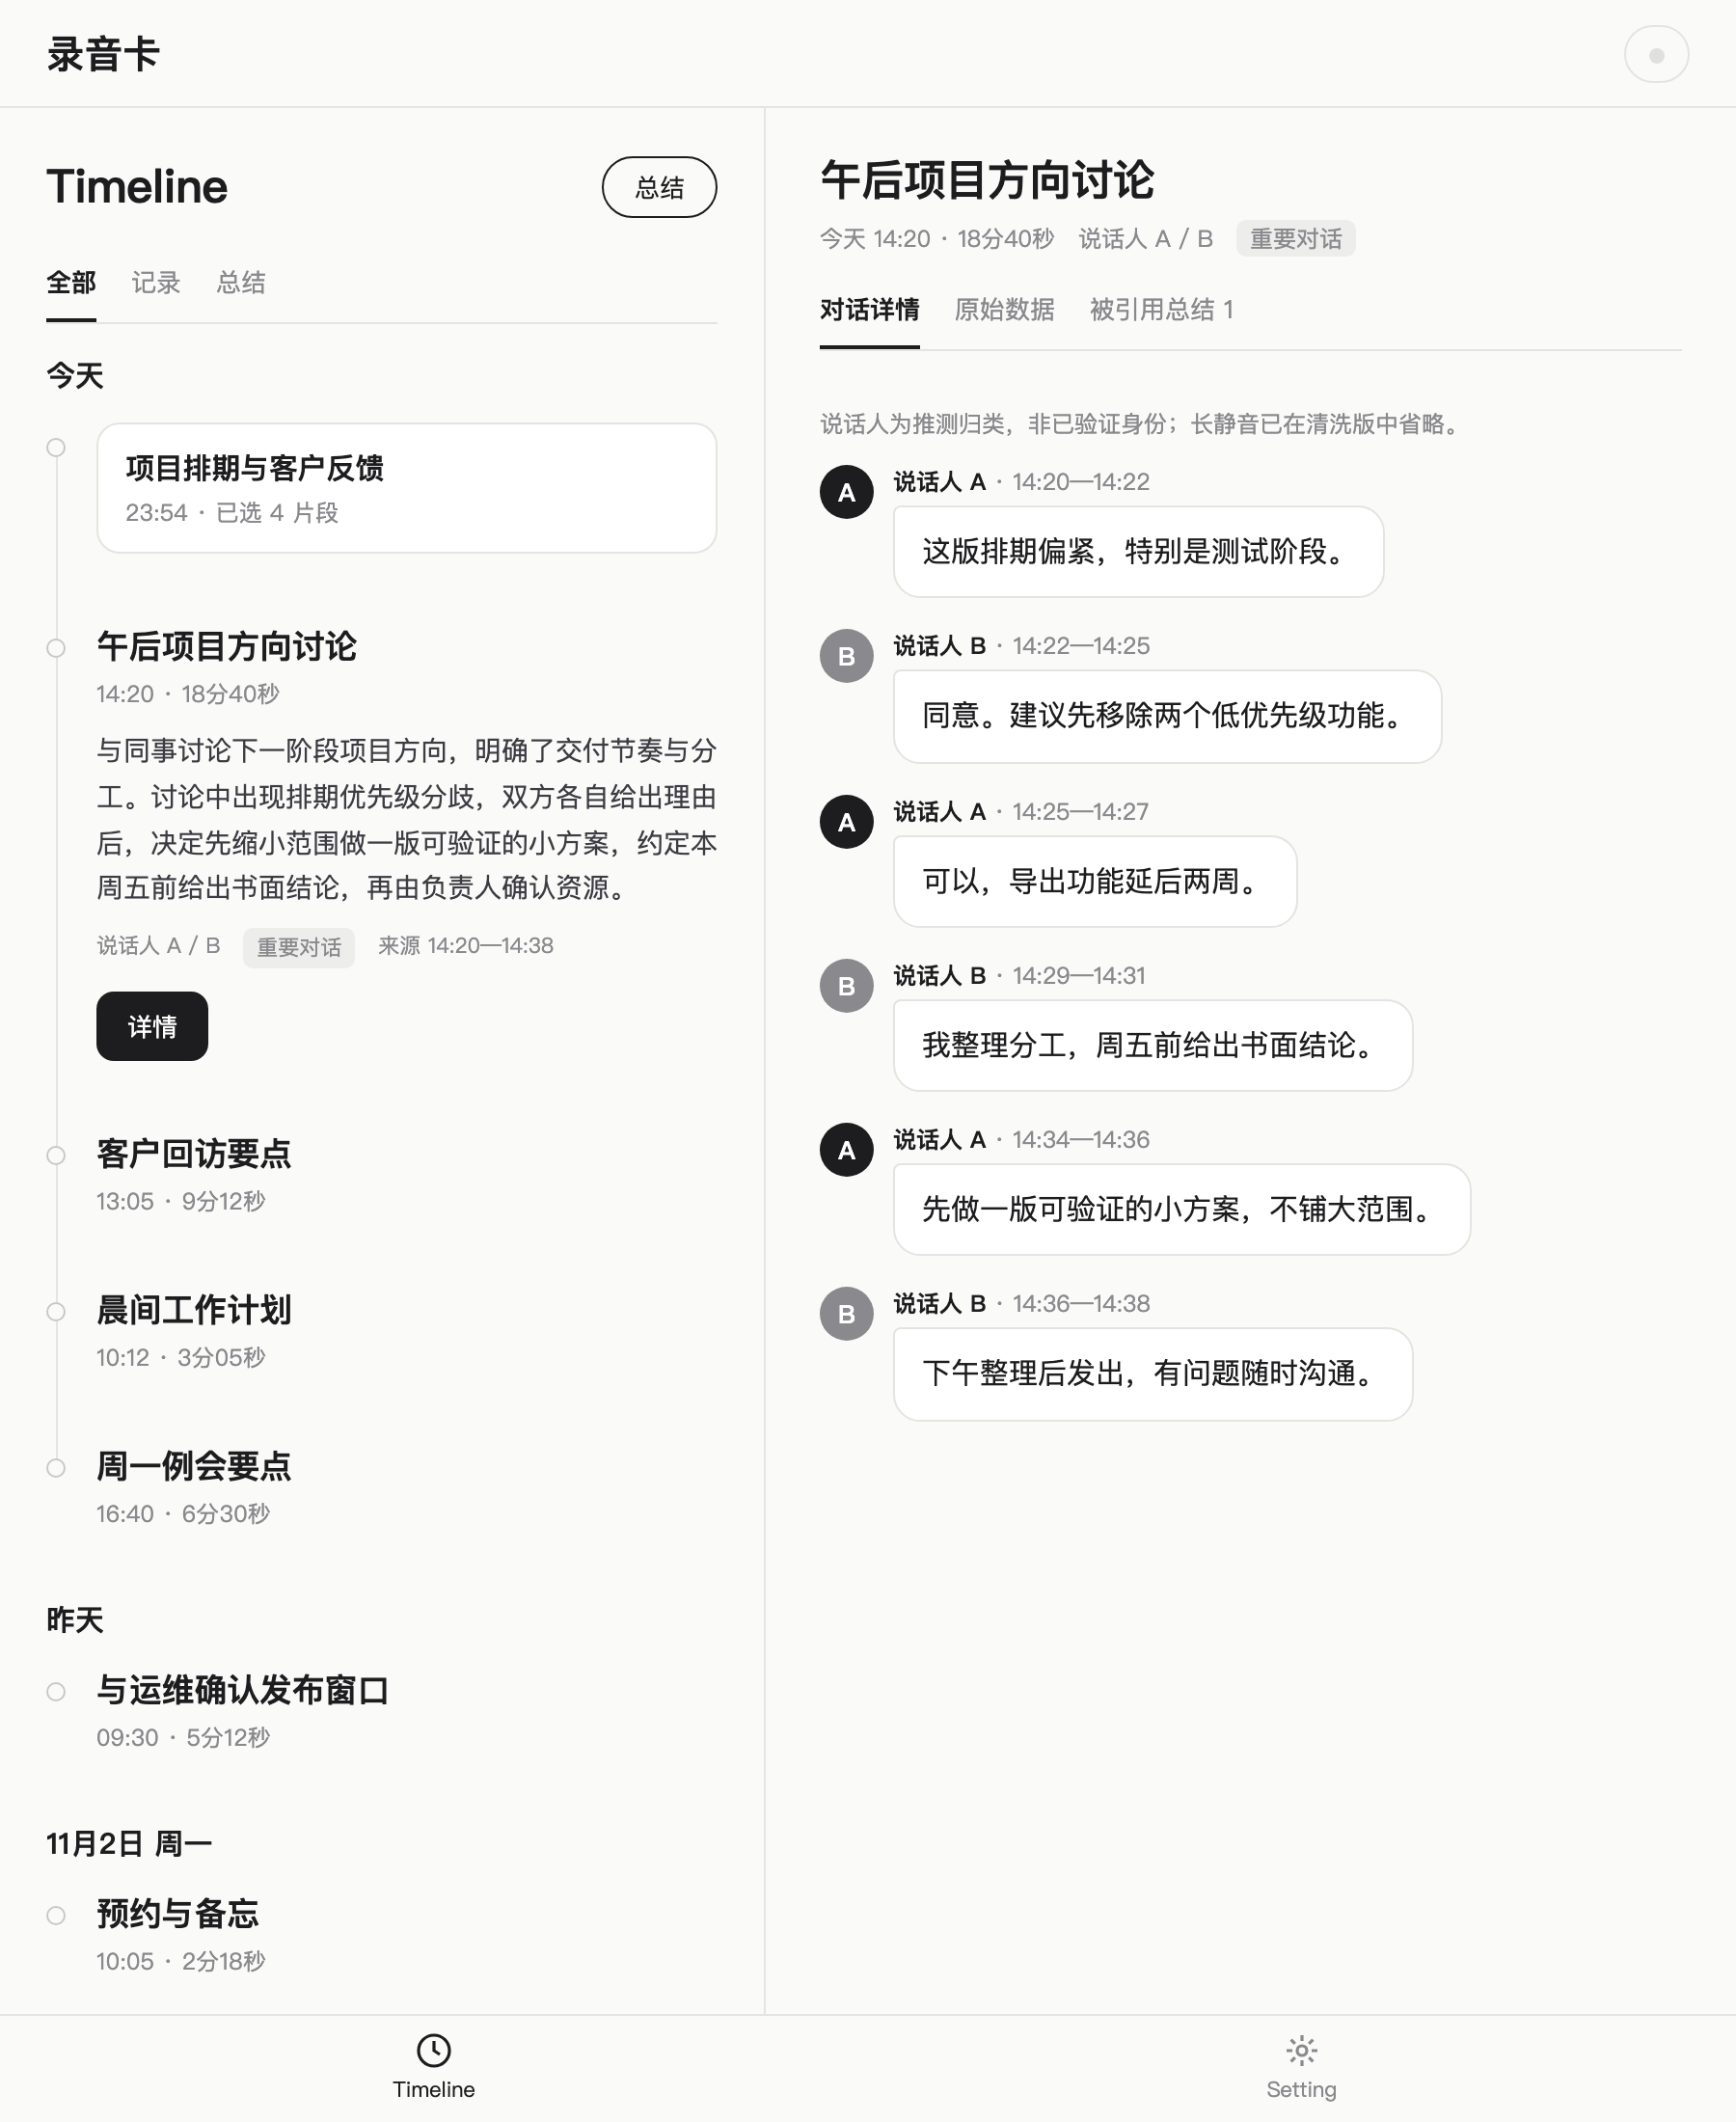 录音卡
Timeline
总结
全部 记录 总结
今天
项目排期与客户反馈
23:54 · 已选 4 片段
午后项目方向讨论
14:20 · 18分40秒
与同事讨论下一阶段项目方向，明确了交付节奏与分
工。讨论中出现排期优先级分歧，双方各自给出理由
后，决定先缩小范围做一版可验证的小方案，约定本
周五前给出书面结论，再由负责人确认资源。
说话人 A / B 重要对话 来源 14:20—14:38
详情
客户回访要点
13:05 · 9分12秒
晨间工作计划
10:12 · 3分05秒
周一例会要点
16:40 · 6分30秒
昨天
与运维确认发布窗口
09:30 · 5分12秒
11月2日 周一
预约与备忘
10:05 · 2分18秒
午后项目方向讨论
今天 14:20 · 18分40秒 说话人 A / B 重要对话
对话详情 原始数据 被引用总结 1
说话人为推测归类，非已验证身份；长静音已在清洗版中省略。
A 说话人 A · 14:20—14:22
这版排期偏紧，特别是测试阶段。
B 说话人 B · 14:22—14:25
同意。建议先移除两个低优先级功能。
A 说话人 A · 14:25—14:27
可以，导出功能延后两周。
B 说话人 B · 14:29—14:31
我整理分工，周五前给出书面结论。
A 说话人 A · 14:34—14:36
先做一版可验证的小方案，不铺大范围。
B 说话人 B · 14:36—14:38
下午整理后发出，有问题随时沟通。
Timeline
Setting